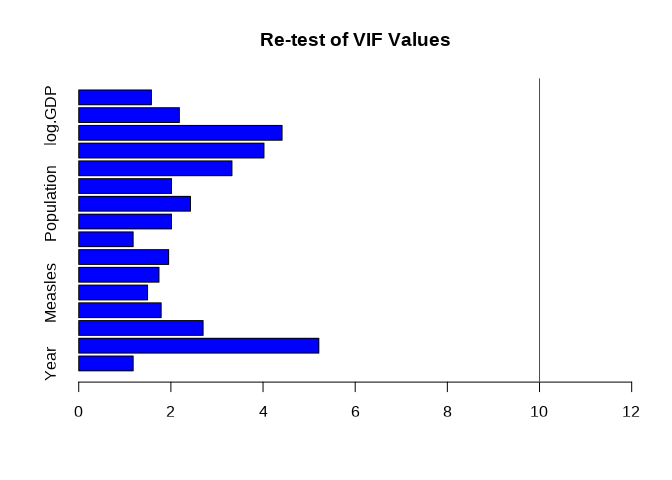 Re-test of VIF Values
log.GDP
Population
Measles
Year
0 2 4 6 8 10 12